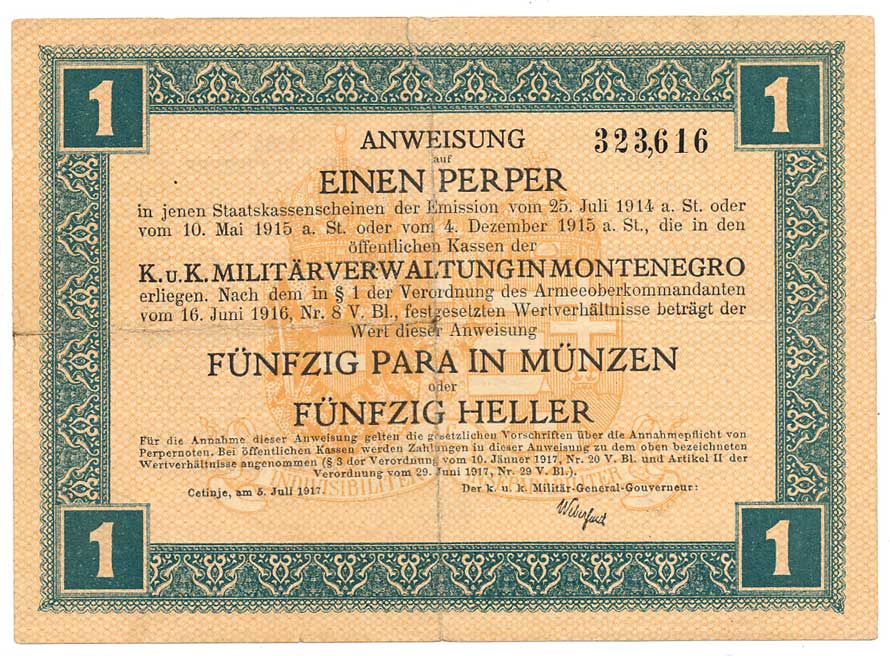 1
1
ANWEISUNG 323,616
auf
EINEN PERPER
in jenen Staatskassenscheinen der Emission vom 25. Juli 1914 a. St. oder
vom 10. Mai 1915 a. St. oder vom 4. Dezember 1915 a. St., die in den
öffentlichen Kassen der
K.u.K. MILITÄRVERWALTUNG IN MONTENEGRO
erliegen. Nach dem in § 1 der Verordnung des Armeeoberkommandanten
vom 16. Juni 1916, Nr. 8 V. Bl., festgesetzten Wertverhältnisse beträgt der
Wert dieser Anweisung
FÜNFZIG PARA IN MÜNZEN
oder
FÜNFZIG HELLER
Für die Annahme dieser Anweisung gelten die gesetzlichen Vorschriften über die Annahmepflicht von
Perpernoten. Bei öffentlichen Kassen werden Zahlungen in dieser Anweisung zu dem oben bezeichneten
Wertverhältnisse angenommen (§ 3 der Verordnung vom 10. Jänner 1917, Nr. 20 V. Bl. und Artikel II der
Verordnung vom 29. Juni 1917, Nr. 29 V. Bl.).
Cetinje, am 5. Juli 1917. Der k. u. k. Militär-General-Gouverneur:
1
1